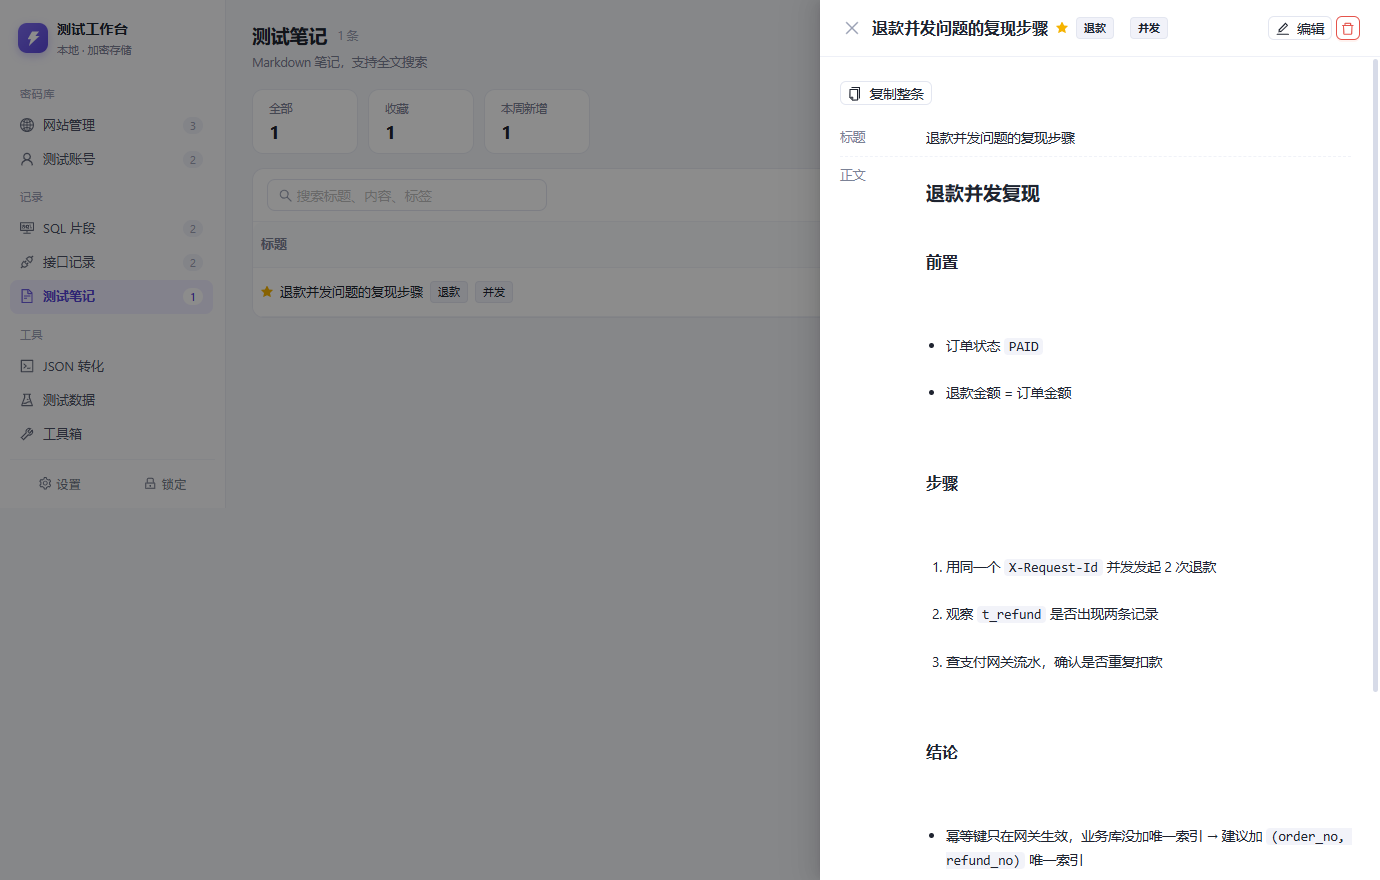 测试工作台
本地 · 加密存储
密码库
网站管理 3
测试账号 2
记录
SQL 片段 2
接口记录 2
测试笔记 1
工具
JSON 转化
测试数据
工具箱
设置 锁定
测试笔记 1 条
Markdown 笔记，支持全文搜索
全部 收藏 本周新增
1 1 1
搜索标题、内容、标签
标题
退款并发问题的复现步骤 退款 并发
退款并发问题的复现步骤 退款 并发 编辑
复制整条
标题 退款并发问题的复现步骤
正文
退款并发复现
前置
• 订单状态 PAID
• 退款金额 = 订单金额
步骤
1. 用同一个 X-Request-Id 并发发起 2 次退款
2. 观察 t_refund 是否出现两条记录
3. 查支付网关流水，确认是否重复扣款
结论
• 幂等键只在网关生效，业务库没加唯一索引 → 建议加 (order_no,
refund_no) 唯一索引